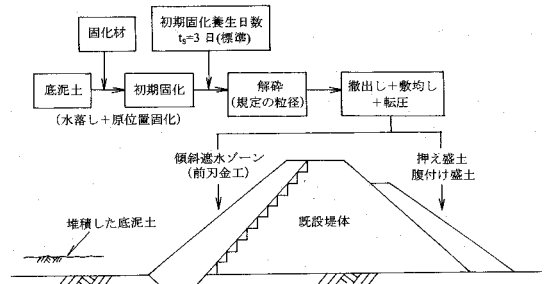 固化材
初期固化養生日数
ts=3 日(標準)
底泥土
初期固化
解砕
(規定の粒径)
撒出し+敷均し
+転圧
(水落し+原位置固化)
傾斜遮水ゾーン
(前刃金工)
押え盛土
腹付け盛土
堆積した底泥土
既設堤体